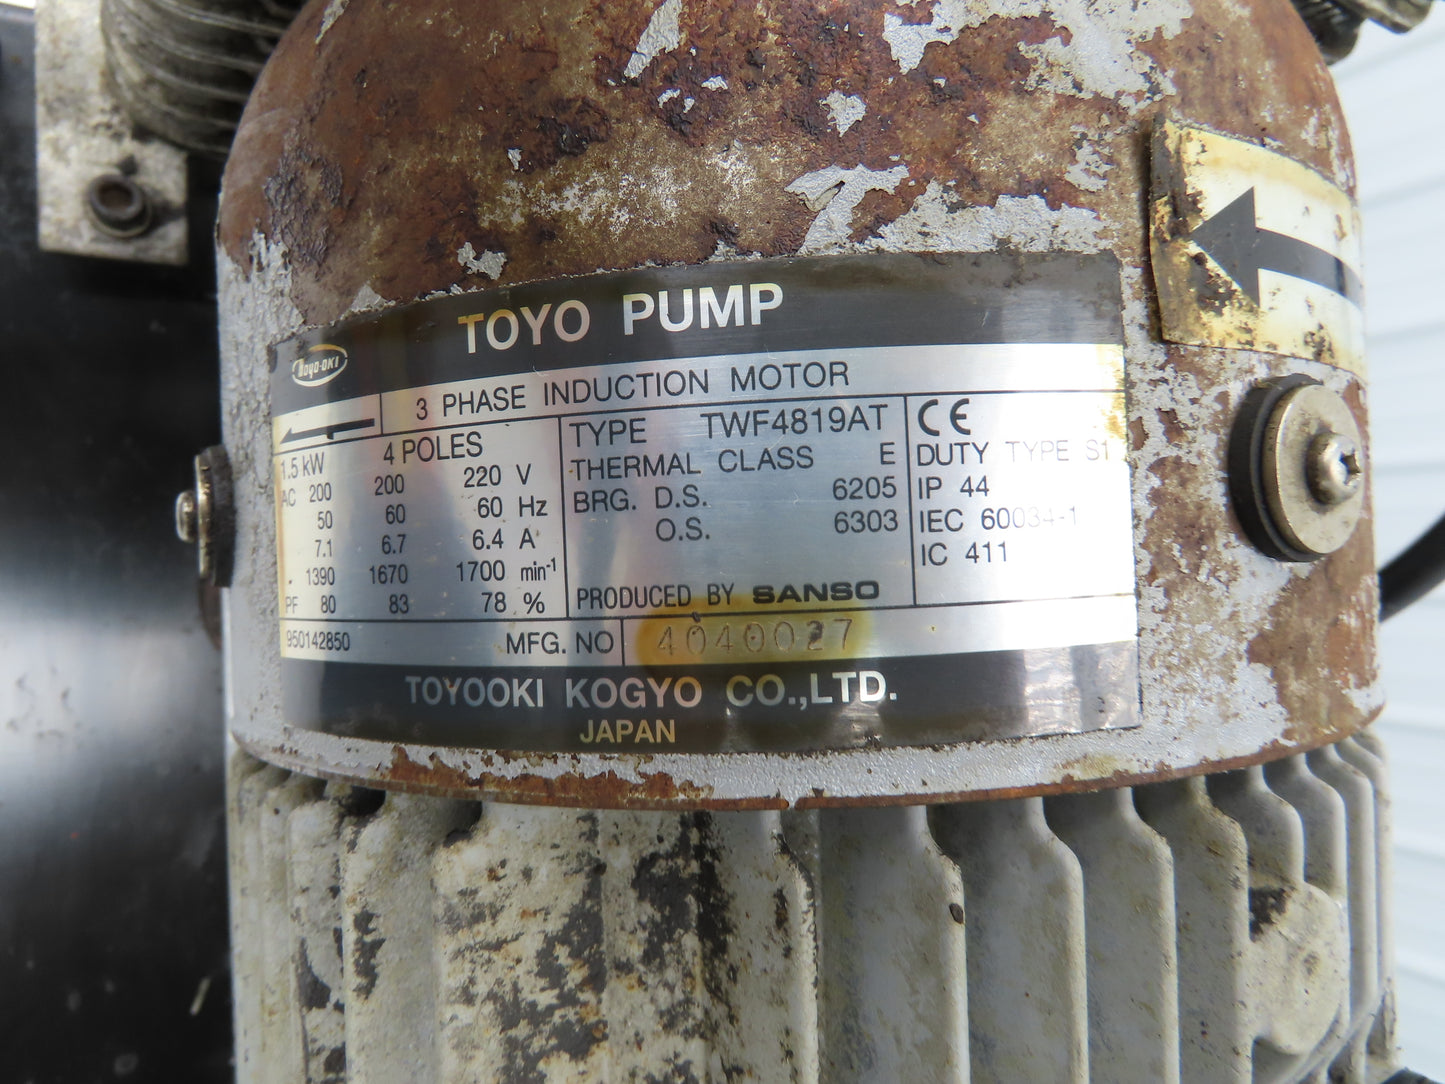 TOYO PUMP
Toyo-OKI
3 PHASE INDUCTION MOTOR
1.5 kW 4 POLES
AC 200 200 220 V
50 60 60 Hz
7.1 6.7 6.4 A
1390 1670 1700 min-1
PF 80 83 78 %
TYPE TWF4819AT
THERMAL CLASS E
BRG. D.S. 6205
O.S. 6303
PRODUCED BY SANSO
CE
DUTY TYPE S1
IP 44
IEC 60034-1
IC 411
950142850 MFG. NO 4040027
TOYOOKI KOGYO CO.,LTD.
JAPAN
2